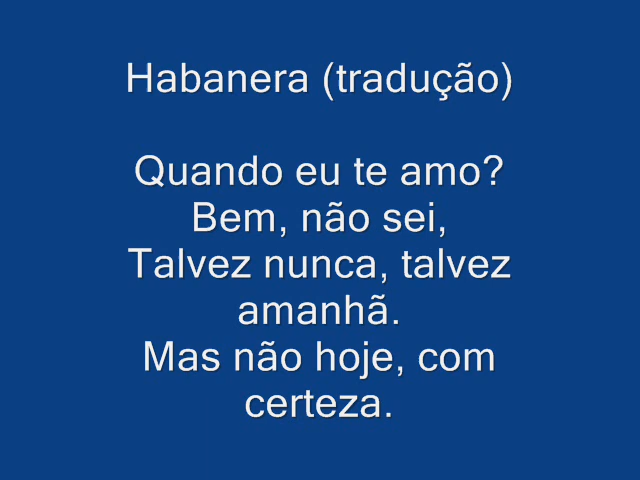 Habanera (tradução)
Quando eu te amo?
Bem, não sei,
Talvez nunca, talvez
amanhã.
Mas não hoje, com
certeza.